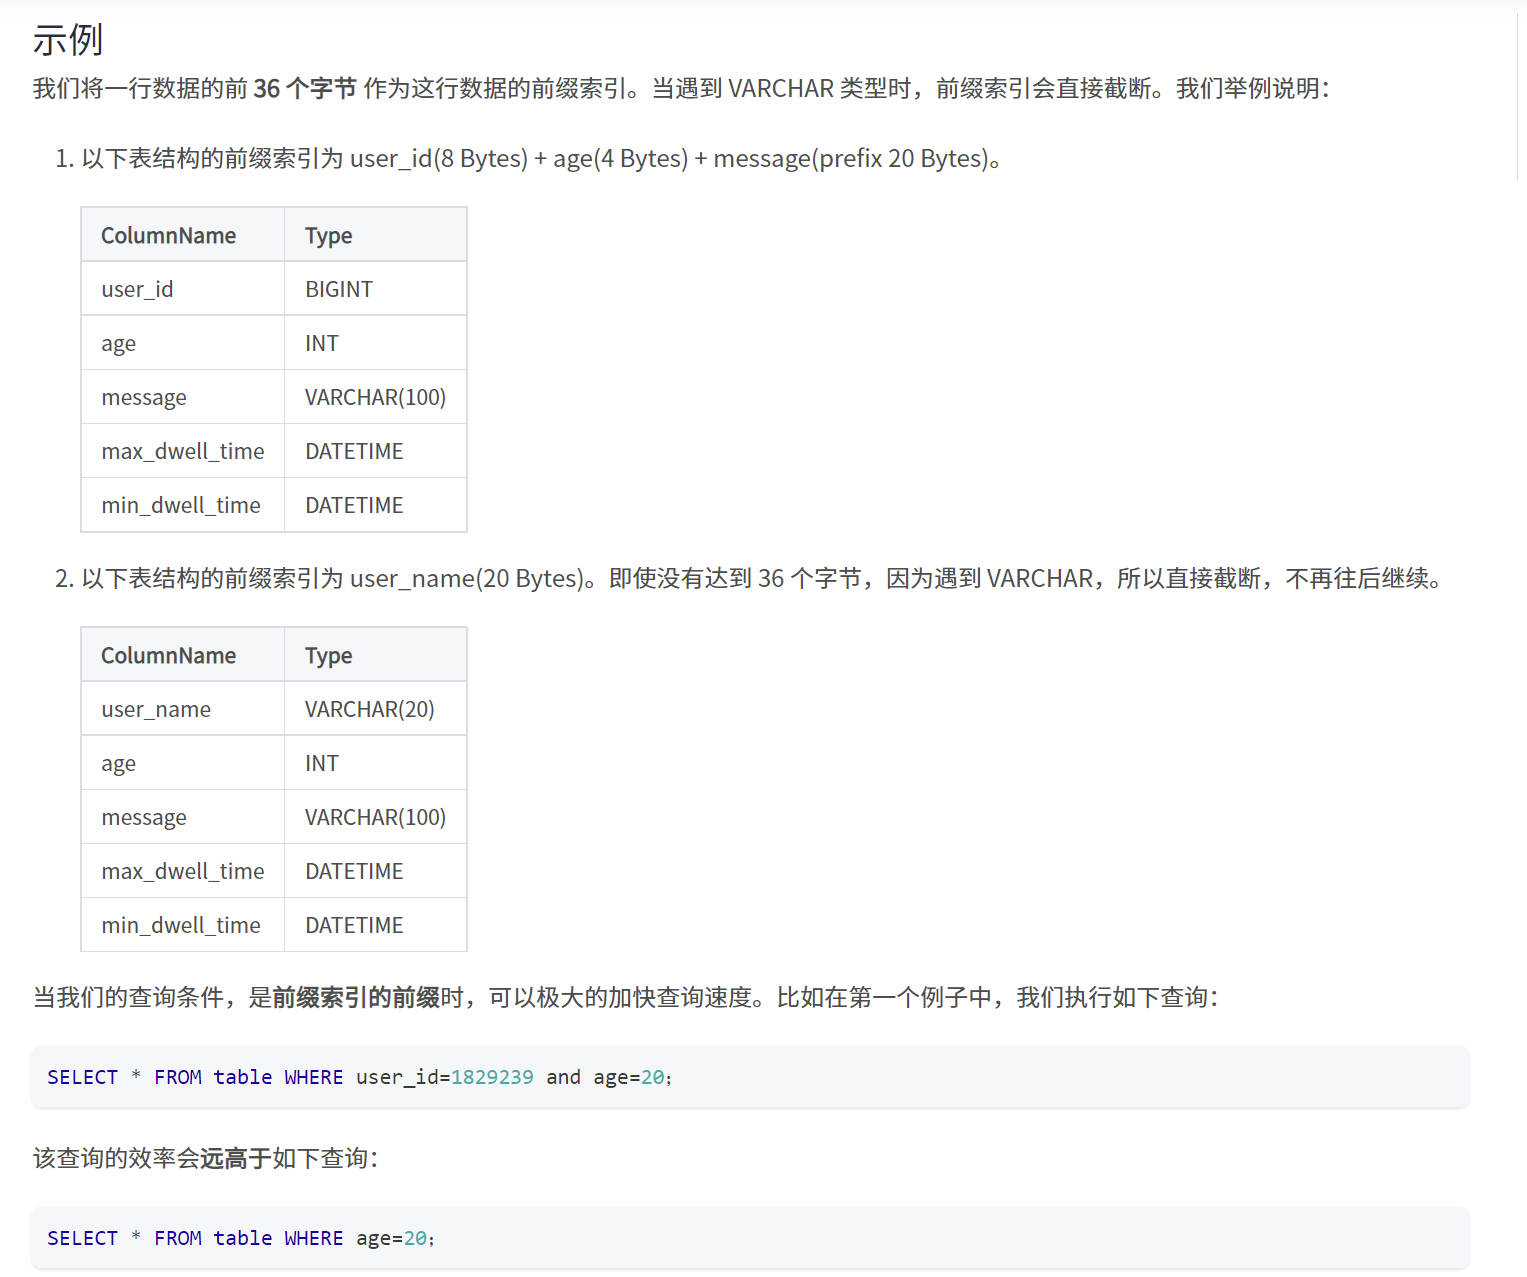 示例
我们将一行数据的前 36 个字节 作为这行数据的前缀索引。当遇到 VARCHAR 类型时，前缀索引会直接截断。我们举例说明：
1. 以下表结构的前缀索引为 user_id(8 Bytes) + age(4 Bytes) + message(prefix 20 Bytes)。
ColumnName Type
user_id BIGINT
age INT
message VARCHAR(100)
max_dwell_time DATETIME
min_dwell_time DATETIME
2. 以下表结构的前缀索引为 user_name(20 Bytes)。即使没有达到 36 个字节，因为遇到 VARCHAR，所以直接截断，不再往后继续。
ColumnName Type
user_name VARCHAR(20)
age INT
message VARCHAR(100)
max_dwell_time DATETIME
min_dwell_time DATETIME
当我们的查询条件，是前缀索引的前缀时，可以极大的加快查询速度。比如在第一个例子中，我们执行如下查询：
SELECT * FROM table WHERE user_id=1829239 and age=20;
该查询的效率会远高于如下查询：
SELECT * FROM table WHERE age=20;